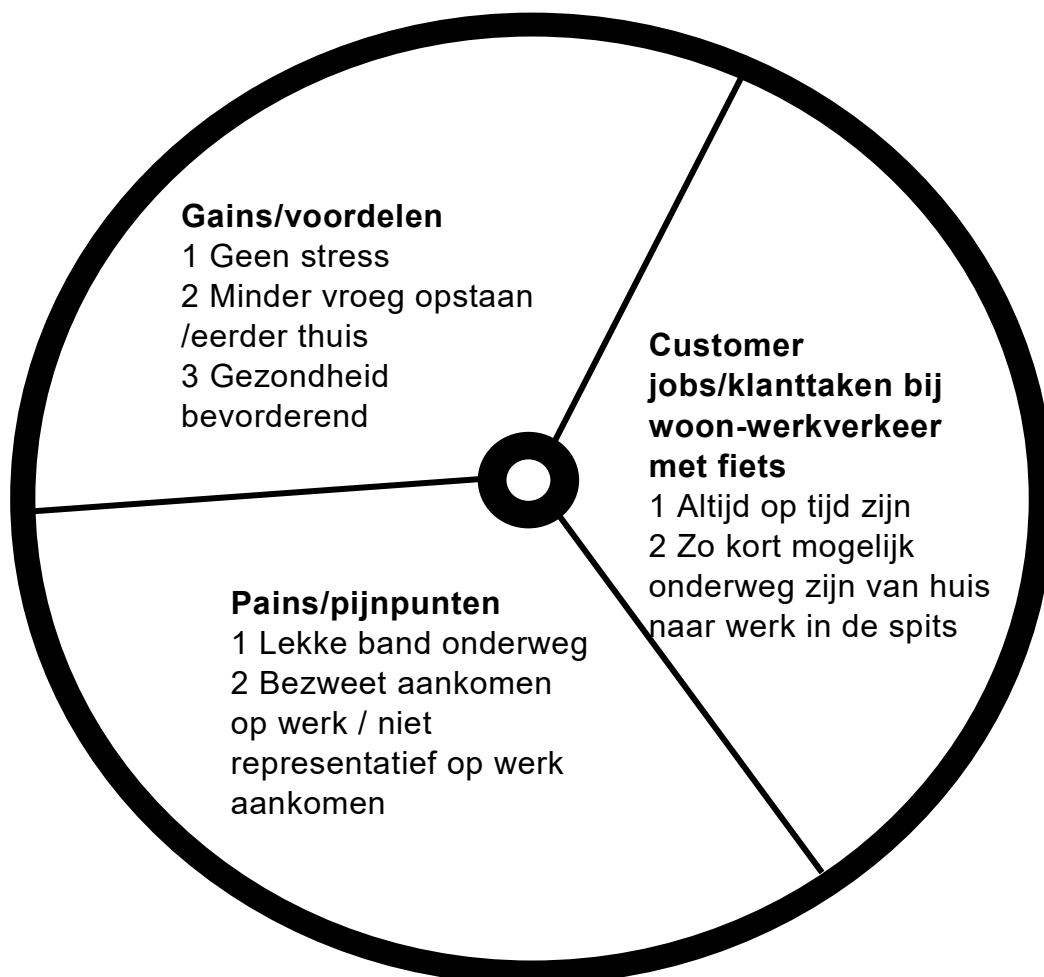 Gains/voordelen
1 Geen stress
2 Minder vroeg opstaan
/eerder thuis
3 Gezondheid
bevorderend
Customer
jobs/klanttaken bij
woon-werkverkeer
met fiets
1 Altijd op tijd zijn
2 Zo kort mogelijk
onderweg zijn van huis
naar werk in de spits
Pains/pijnpunten
1 Lekke band onderweg
2 Bezweet aankomen
op werk / niet
representatief op werk
aankomen